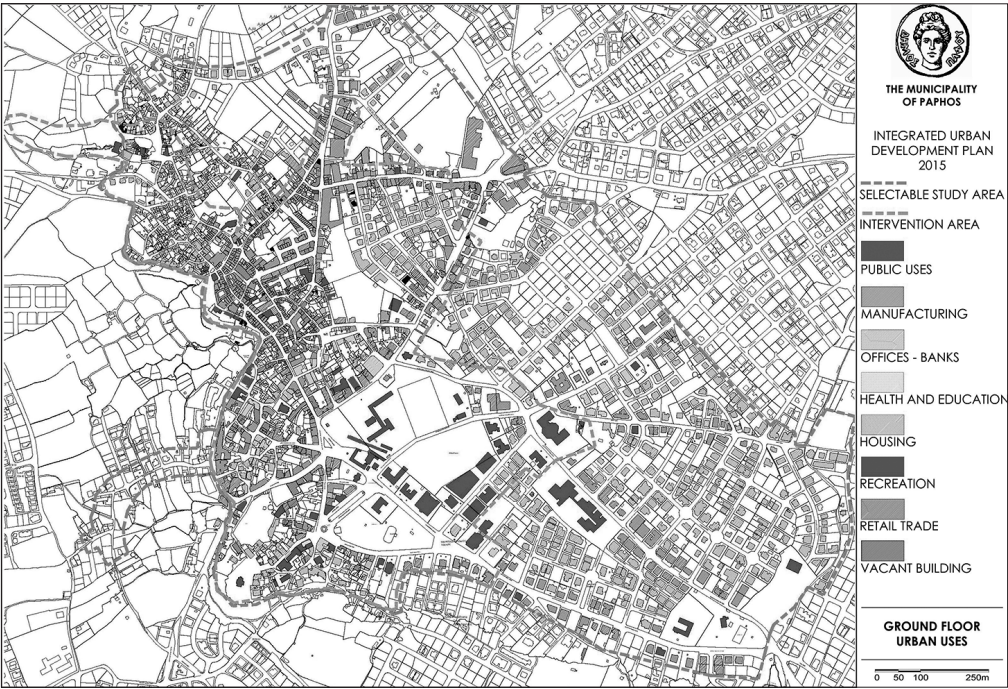 THE MUNICIPALITY
OF PAPHOS
INTEGRATED URBAN
DEVELOPMENT PLAN
2015
SELECTABLE STUDY AREA
INTERVENTION AREA
PUBLIC USES
MANUFACTURING
OFFICES - BANKS
HEALTH AND EDUCATION
HOUSING
RECREATION
RETAIL TRADE
VACANT BUILDING
GROUND FLOOR
URBAN USES
0 50 100 250m